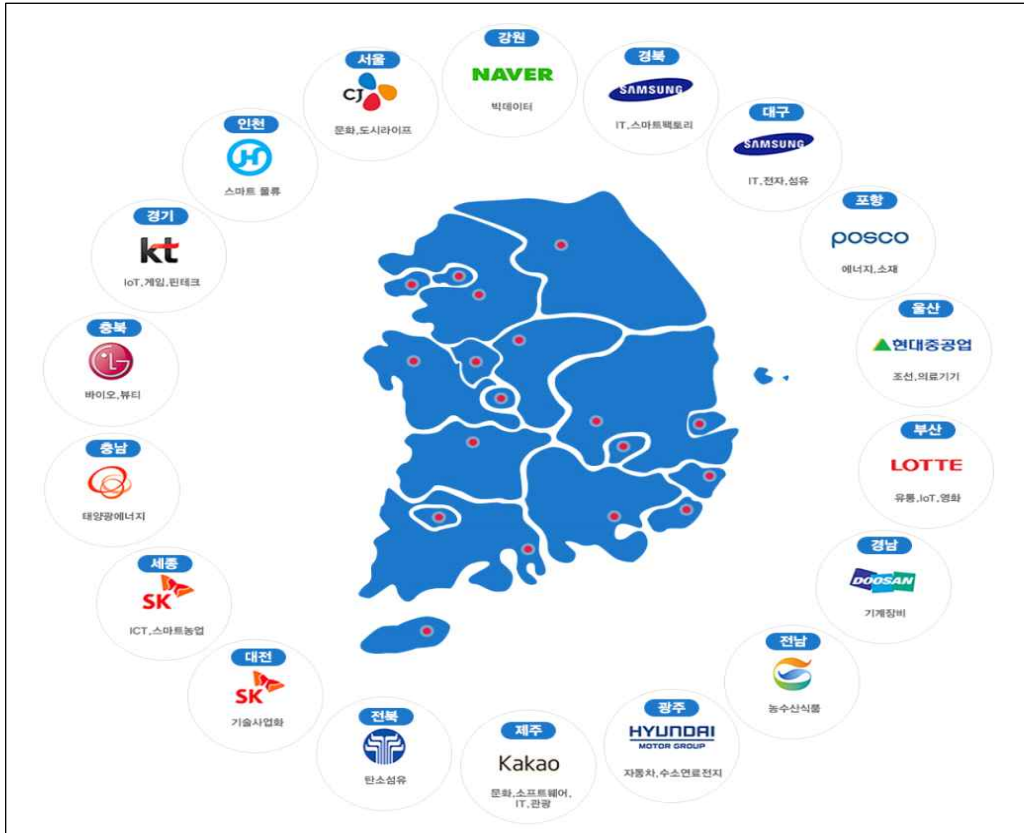 강원
NAVER
빅데이터
경북
SAMSUNG
IT,스마트팩토리
대구
SAMSUNG
IT,전자,섬유
포항
posco
에너지,소재
울산
현대중공업
조선,의료기기
부산
LOTTE
유통,IoT,영화
경남
DOOSAN
기계장비
전남
농수산식품
광주
HYUNDAI
MOTOR GROUP
자동차,수소연료전지
제주
Kakao
문화,소프트웨어,
IT,관광
전북
탄소섬유
대전
SK
기술사업화
세종
SK
ICT,스마트농업
충남
태양광에너지
충북
LG
바이오,뷰티
경기
kt
IoT,게임,핀테크
인천
H
스마트 물류
서울
CJ
문화,도시라이프